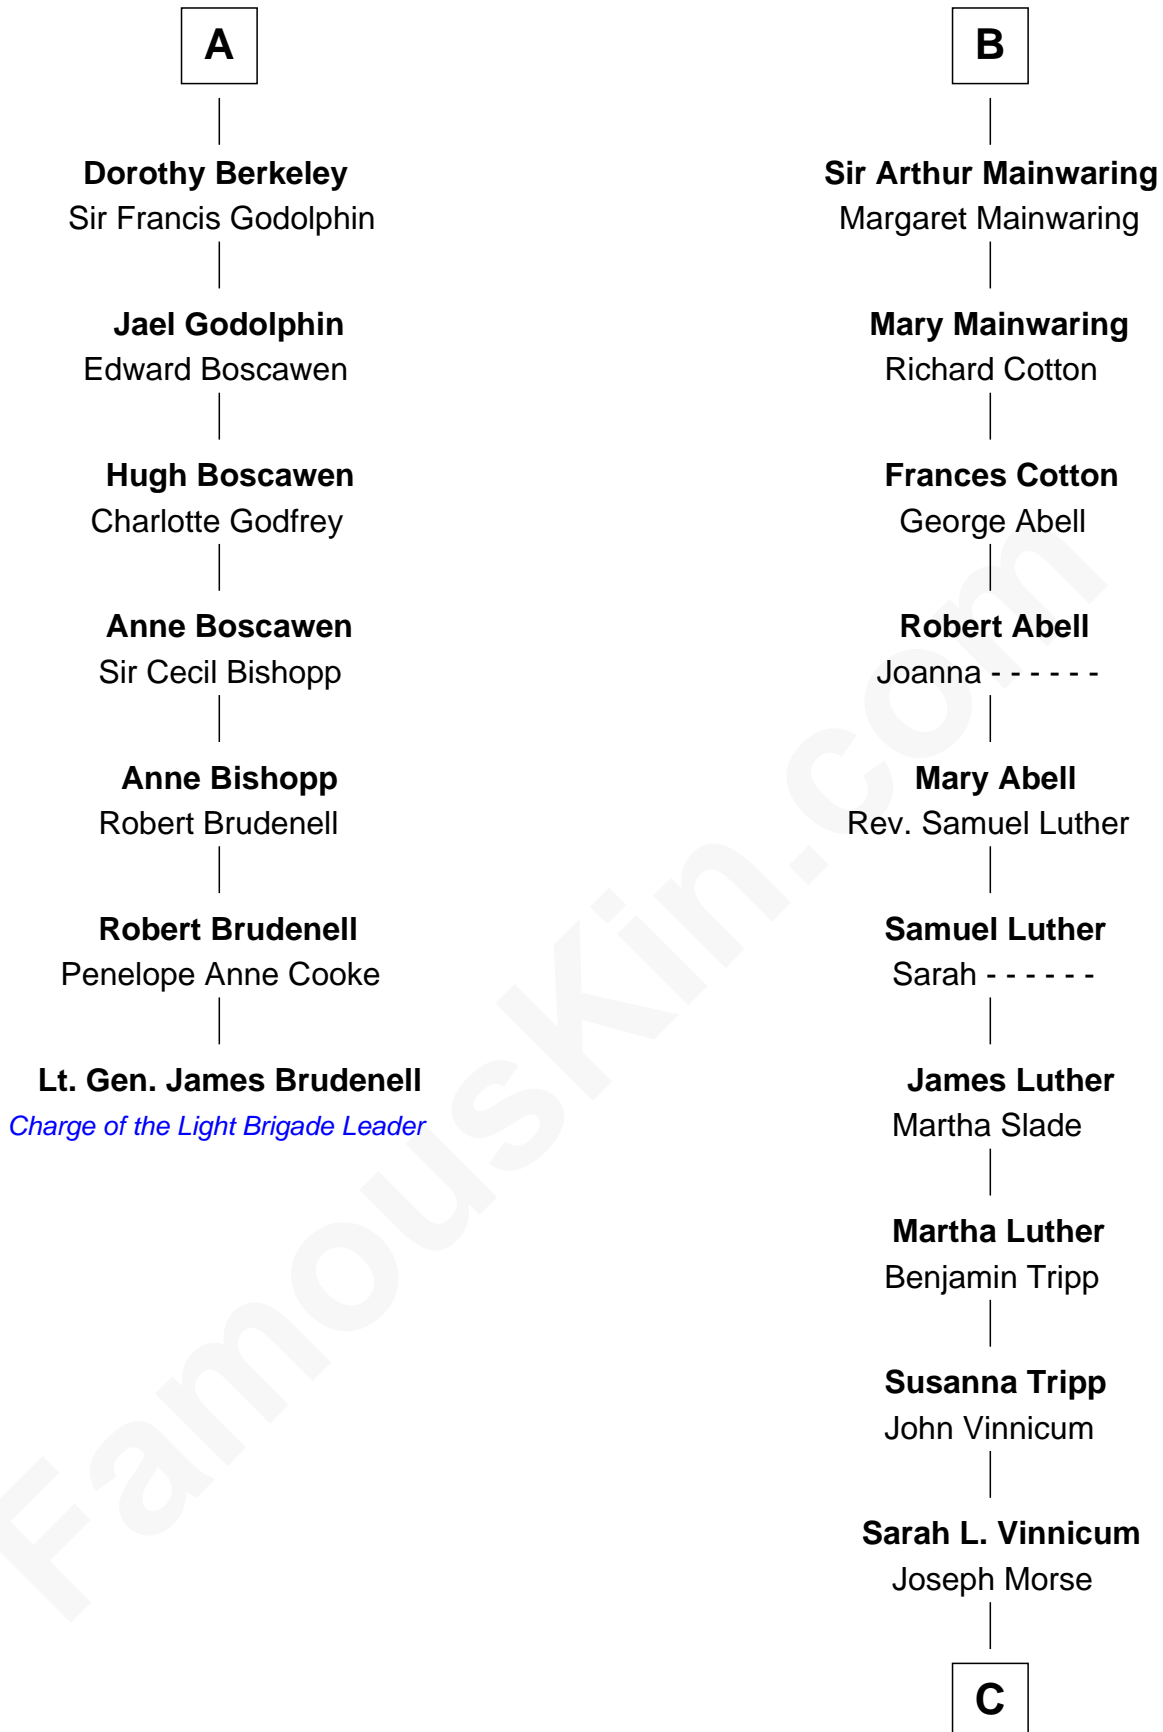 A
Dorothy Berkeley
Sir Francis Godolphin
Jael Godolphin
Edward Boscawen
Hugh Boscawen
Charlotte Godfrey
Anne Boscawen
Sir Cecil Bishopp
Anne Bishopp
Robert Brudenell
Robert Brudenell
Penelope Anne Cooke
Lt. Gen. James Brudenell
Charge of the Light Brigade Leader
B
Sir Arthur Mainwaring
Margaret Mainwaring
Mary Mainwaring
Richard Cotton
Frances Cotton
George Abell
Robert Abell
Joanna - - - - - -
Mary Abell
Rev. Samuel Luther
Samuel Luther
Sarah - - - - - -
James Luther
Martha Slade
Martha Luther
Benjamin Tripp
Susanna Tripp
John Vinnicum
Sarah L. Vinnicum
Joseph Morse
C
FamousKin.com